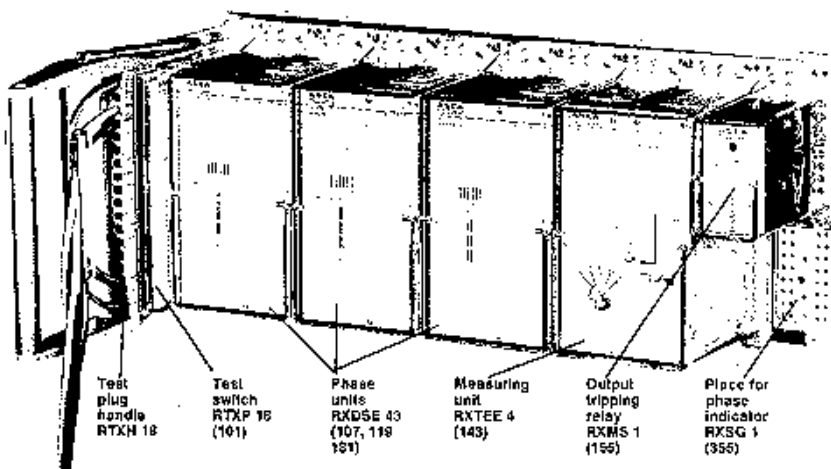 Test
plug
handle
RTXH 18
Test
switch
RTXP 18
(101)
Phase
units
RXDSE 43
(107, 119
131)
Measuring
unit
RXTEE 4
(143)
Output
tripping
relay
RXMS 1
(155)
Place for
phase
indicator
RXSG 1
(355)